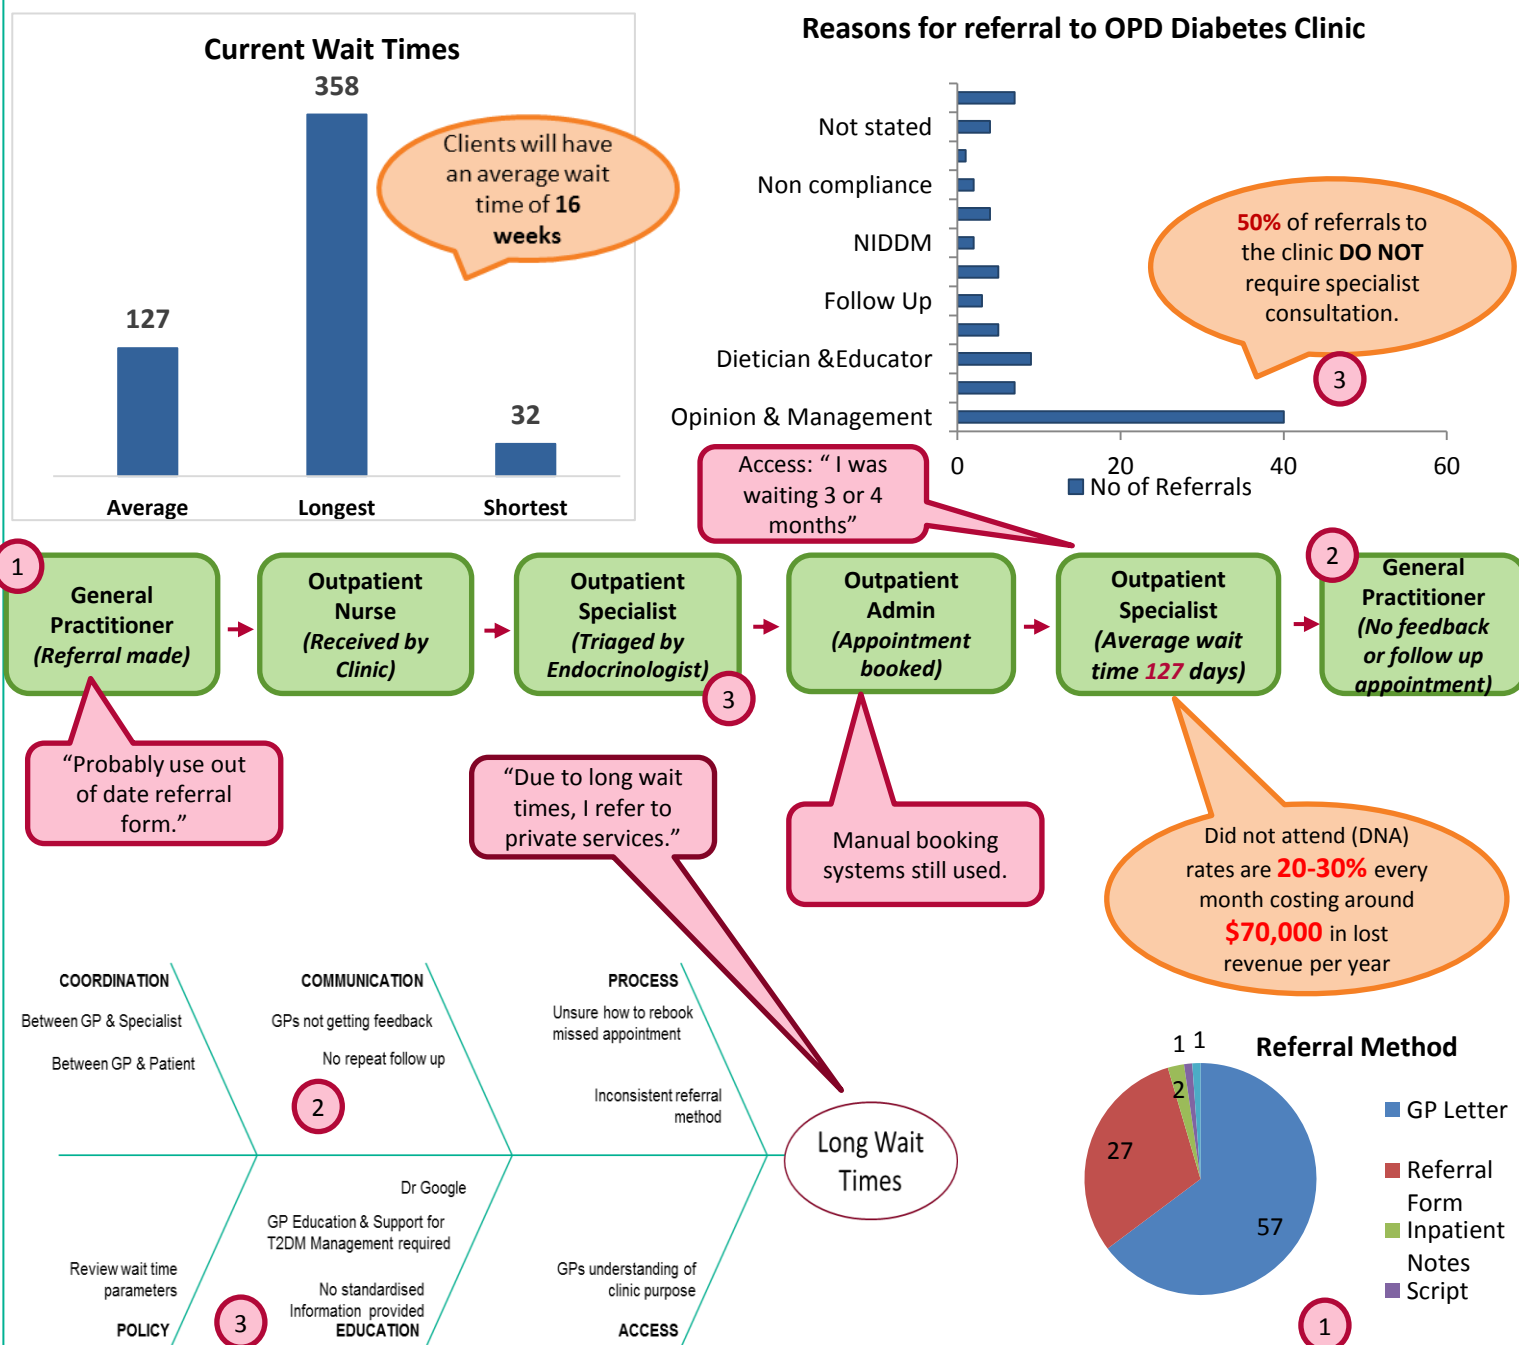 Current Wait Times
358
127
32
Average
Longest
Shortest
Clients will have
an average wait
time of 16
weeks
Reasons for referral to OPD Diabetes Clinic
Not stated
Non compliance
NIDDM
Follow Up
Dietician &Educator
Opinion & Management
0
20
40
60
No of Referrals
50% of referrals to
the clinic DO NOT
require specialist
consultation.
3
Access: “ I was
waiting 3 or 4
months”
1
General
Practitioner
(Referral made)
Outpatient
Nurse
(Received by
Clinic)
Outpatient
Specialist
(Triaged by
Endocrinologist)
3
Outpatient
Admin
(Appointment
booked)
Outpatient
Specialist
(Average wait
time 127 days)
2
General
Practitioner
(No feedback
or follow up
appointment)
“Probably use out
of date referral
form.”
“Due to long wait
times, I refer to
private services.”
Manual booking
systems still used.
Did not attend (DNA)
rates are 20-30% every
month costing around
$70,000 in lost
revenue per year
COORDINATION
Between GP & Specialist
Between GP & Patient
COMMUNICATION
GPs not getting feedback
No repeat follow up
2
PROCESS
Unsure how to rebook
missed appointment
Inconsistent referral
method
Long Wait
Times
Review wait time
parameters
POLICY
3
Dr Google
GP Education & Support for
T2DM Management required
No standardised
Information provided
EDUCATION
GPs understanding of
clinic purpose
ACCESS
Referral Method
1
1
2
27
57
GP Letter
Referral
Form
Inpatient
Notes
Script
1